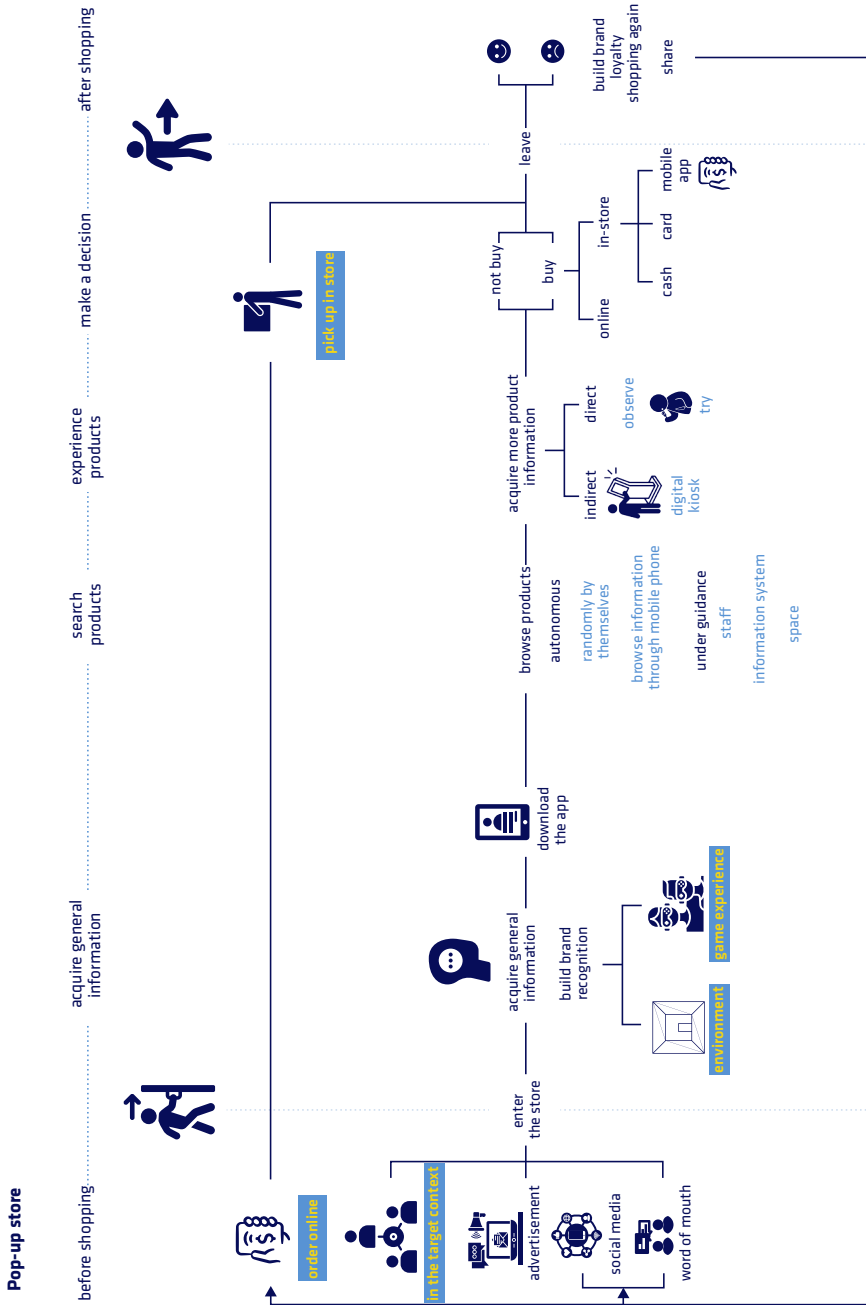 Pop-up store
before shopping
acquire general
information
search
products
experience
products
make a decision
after shopping
order online
pick up in store
in the target context
advertisement
social media
word of mouth
enter
the store
acquire general
information
build brand
recognition
environment
game experience
download
the app
browse products
autonomous
randomly by
themselves
browse information
through mobile phone
under guidance
staff
information system
space
acquire more product
information
indirect
digital
kiosk
direct
observe
try
not buy
buy
online
in-store
cash
card
mobile
app
leave
build brand
loyalty
shopping again
share